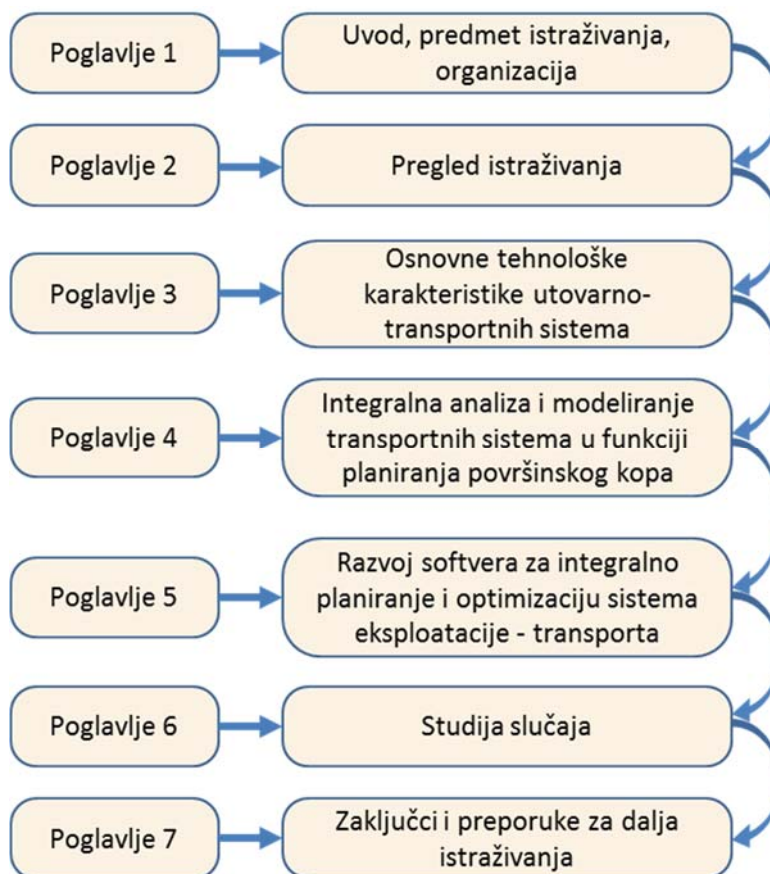 Poglavlje 1
Uvod, predmet istraživanja,
organizacija
Poglavlje 2
Pregled istraživanja
Poglavlje 3
Osnovne tehnološke
karakteristike utovarno-
transportnih sistema
Poglavlje 4
Integralna analiza i modeliranje
transportnih sistema u funkciji
planiranja površinskog kopa
Poglavlje 5
Razvoj softvera za integralno
planiranje i optimizaciju sistema
eksploatacije - transporta
Poglavlje 6
Studija slučaja
Poglavlje 7
Zaključci i preporuke za dalja
istraživanja